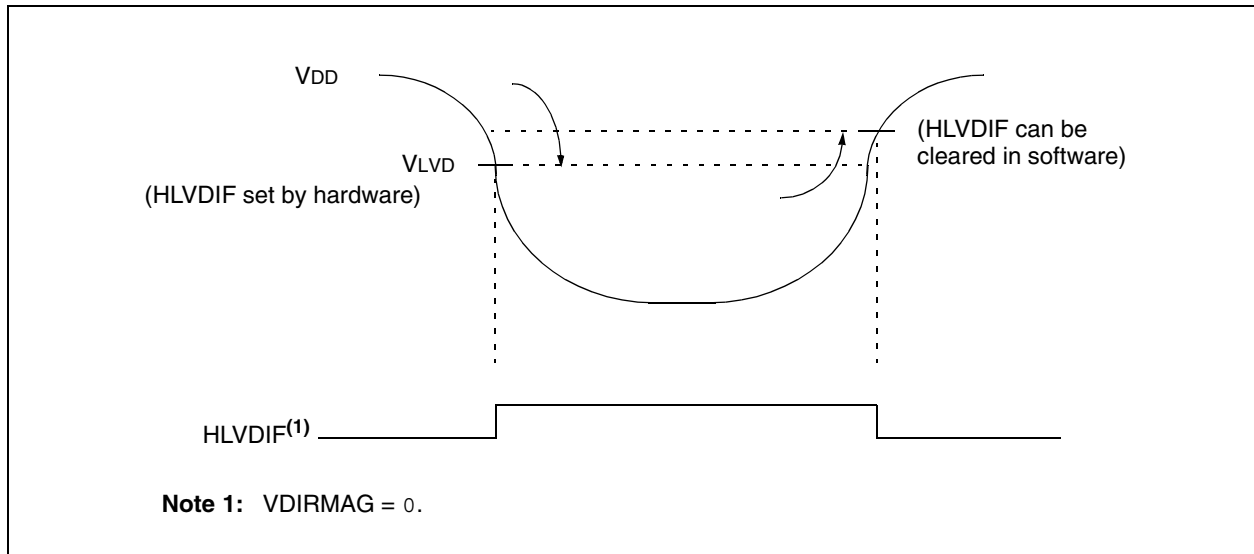 VDD
(HLVDIF can be
cleared in software)
VLVD
(HLVDIF set by hardware)
HLVDIF(1)
Note 1: VDIRMAG = 0.